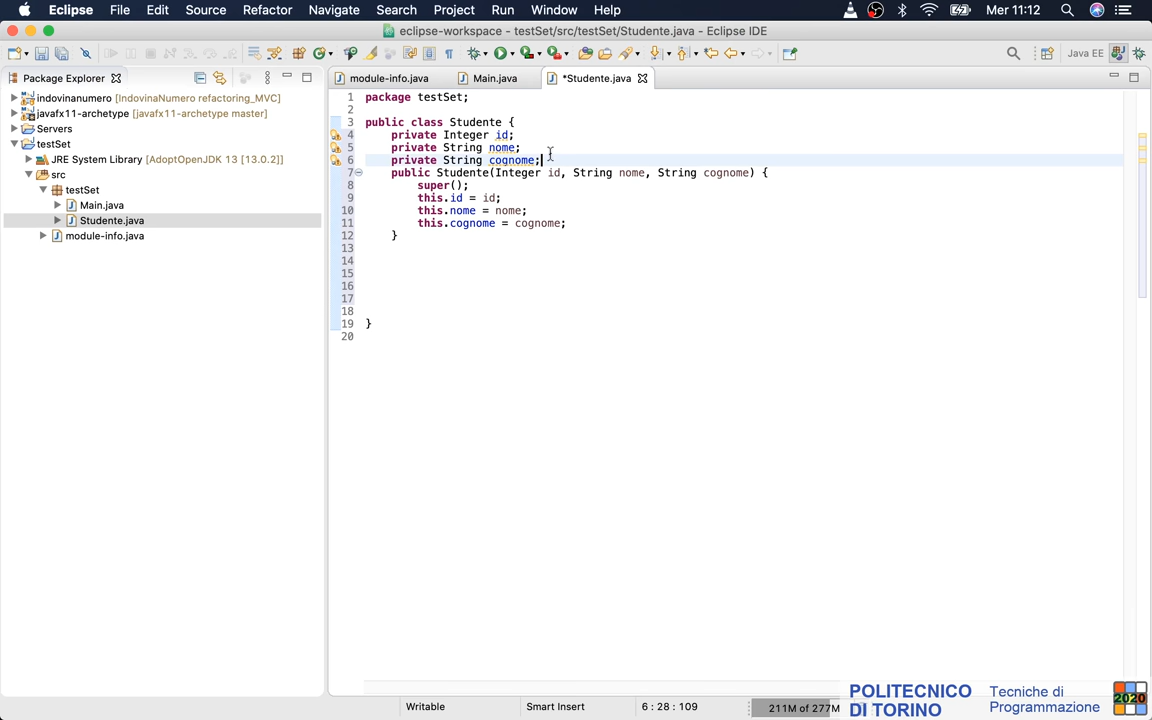 Eclipse File Edit Source Refactor Navigate Search Project Run Window Help Mer 11:12
eclipse-workspace - testSet/src/testSet/Studente.java - Eclipse IDE
Java EE
Package Explorer
module-info.java Main.java *Studente.java
indovinanumero [IndovinaNumero refactoring_MVC]
javafx11-archetype [javafx11-archetype master]
Servers
testSet
JRE System Library [AdoptOpenJDK 13 [13.0.2]]
src
testSet
Main.java
Studente.java
module-info.java
1 package testSet;
2
3 public class Studente {
4 private Integer id;
5 private String nome;
6 private String cognome;
7 public Studente(Integer id, String nome, String cognome) {
8 super();
9 this.id = id;
10 this.nome = nome;
11 this.cognome = cognome;
12 }
13
14
15
16
17
18
19 }
20
Writable Smart Insert 6 : 28 : 109 211M of 277M
POLITECNICO
DI TORINO
Tecniche di
Programmazione
2020